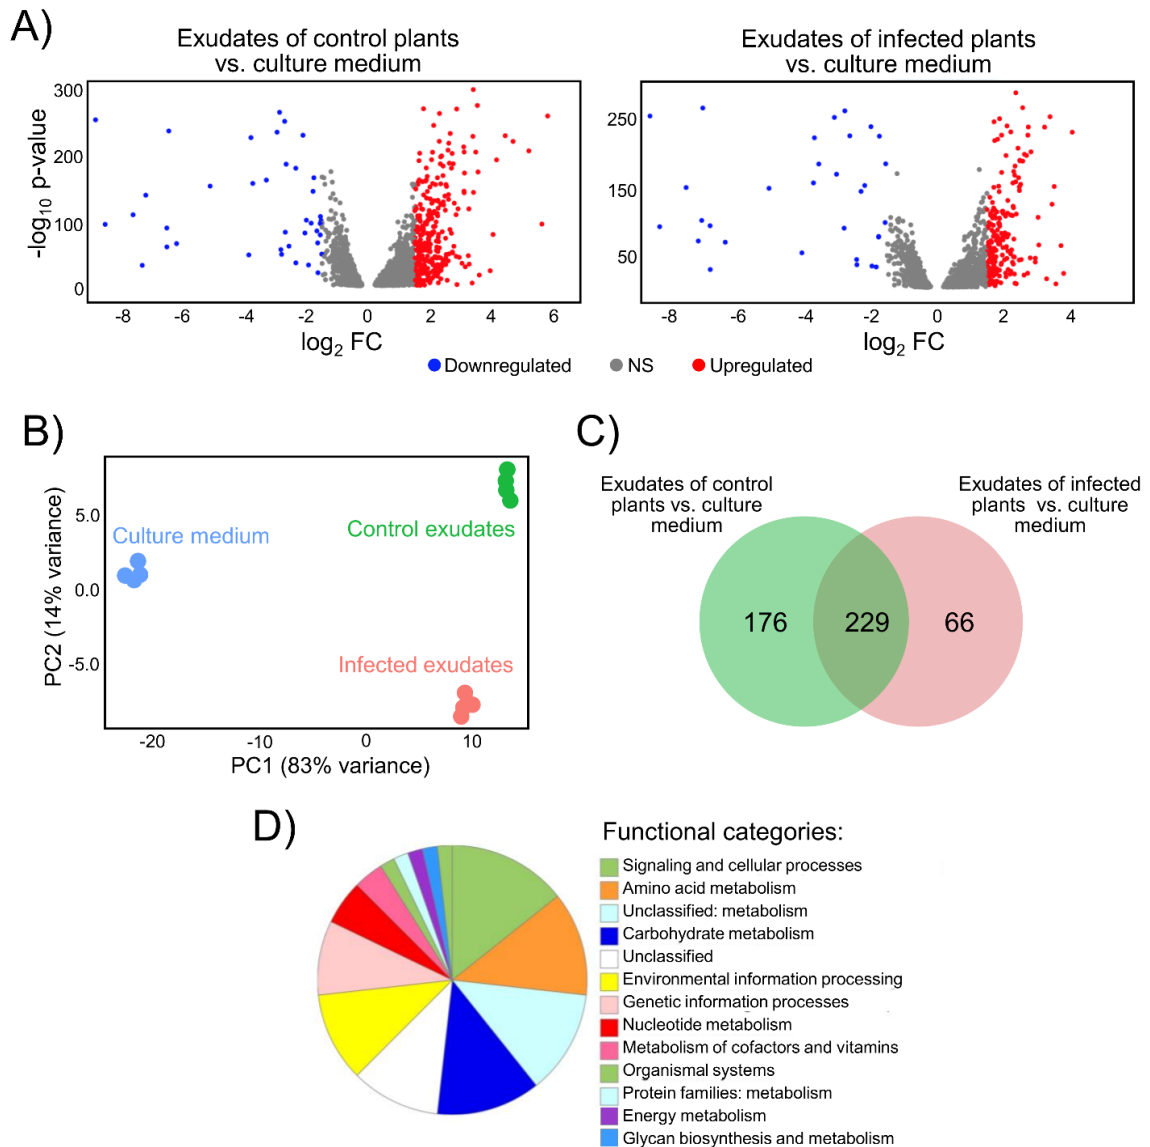 A)
Exudates of control plants
vs. culture medium
Exudates of infected plants
vs. culture medium
-log10 p-value
300
200
100
0
-8
-6
-4
-2
0
2
4
6
log2 FC
250
150
50
-8
-6
-4
-2
0
2
4
log2 FC
Downregulated
NS
Upregulated
B)
PC2 (14% variance)
5.0
0.0
-5.0
Culture medium
Control exudates
Infected exudates
-20
-10
0
10
PC1 (83% variance)
C)
Exudates of control
plants vs. culture
medium
Exudates of infected
plants vs. culture
medium
176
229
66
D)
Functional categories:
Signaling and cellular processes
Amino acid metabolism
Unclassified: metabolism
Carbohydrate metabolism
Unclassified
Environmental information processing
Genetic information processes
Nucleotide metabolism
Metabolism of cofactors and vitamins
Organismal systems
Protein families: metabolism
Energy metabolism
Glycan biosynthesis and metabolism